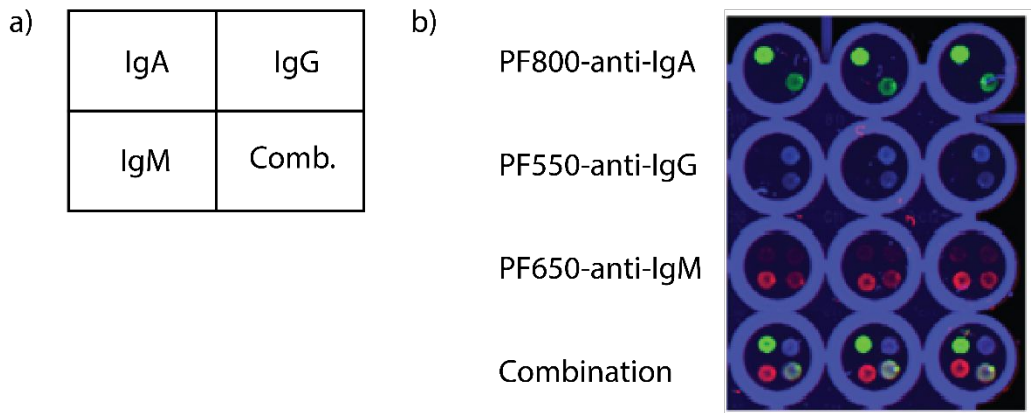 a)
IgA IgG
IgM Comb.
b)
PF800-anti-IgA
PF550-anti-IgG
PF650-anti-IgM
Combination